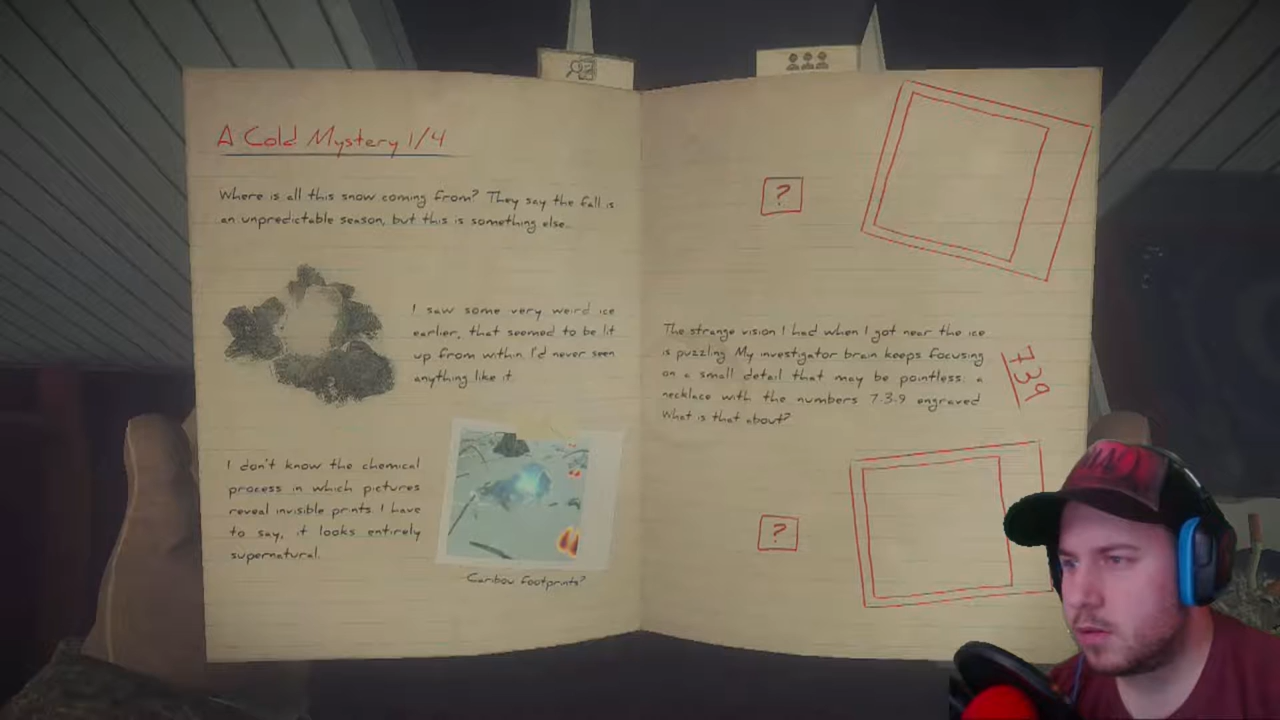 A Cold Mystery 1/4
Where is all this snow coming from? They say the fall is
an unpredictable season, but this is something else.
I saw some very weird ice
earlier, that seemed to be lit
up from within. I'd never seen
anything like it.
I don't know the chemical
process in which pictures
reveal invisible prints. I have
to say, it looks entirely
supernatural.
Caribou footprints?
?
The strange vision I had when I got near the ice
is puzzling. My investigator brain keeps focusing
on a small detail that may be pointless: a
necklace with the numbers 7-3-9 engraved.
What is that about?
739
?